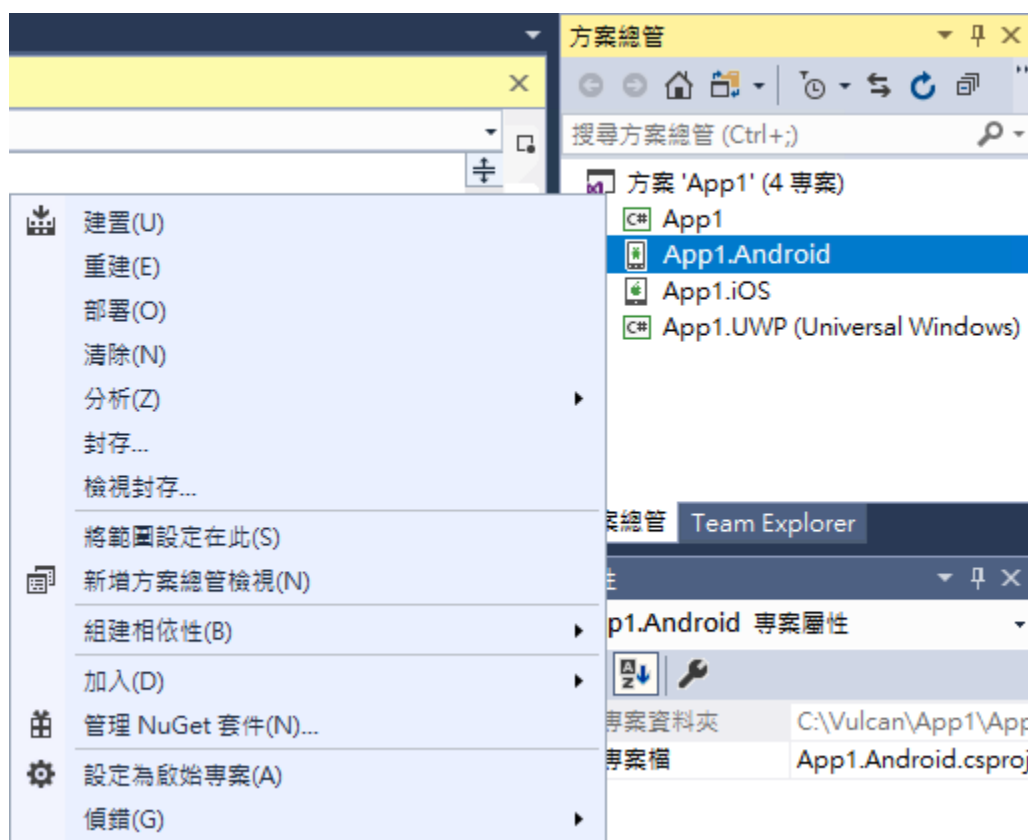 方案總管
搜尋方案總管 (Ctrl+;)
方案 'App1' (4 專案)
C# App1
App1.Android
App1.iOS
C# App1.UWP (Universal Windows)
建置(U)
重建(E)
部署(O)
清除(N)
分析(Z)
封存...
檢視封存...
將範圍設定在此(S)
新增方案總管檢視(N)
組建相依性(B)
加入(D)
管理 NuGet 套件(N)...
設定為啟始專案(A)
偵錯(G)
案總管 Team Explorer
性
p1.Android 專案屬性
AZ
專案資料夾 C:\Vulcan\App1\App
專案檔 App1.Android.csproj